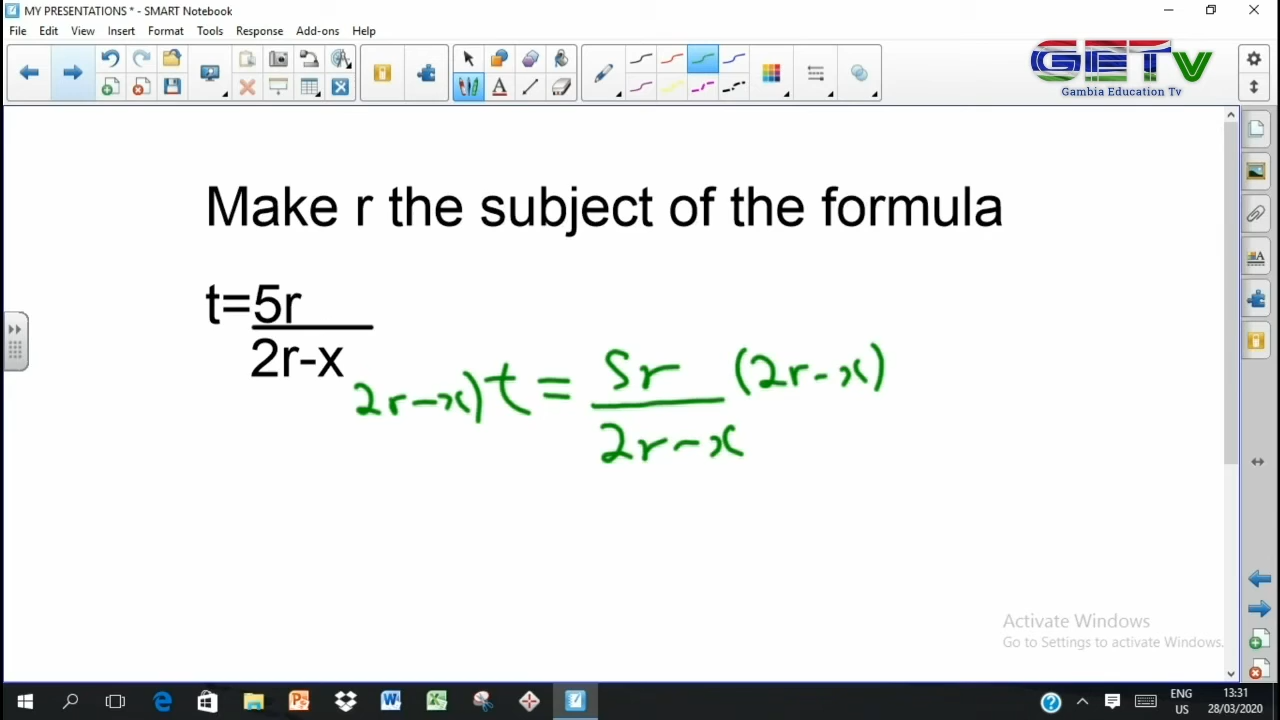 MY PRESENTATIONS * - SMART Notebook
File Edit View Insert Format Tools Response Add-ons Help
GETv
Gambia Education Tv
Make r the subject of the formula
t=5r
2r-x
2r-x) t = 5r (2r-x)
2r-x
Activate Windows
Go to Settings to activate Windows.
ENG 13:31
US 28/03/2020